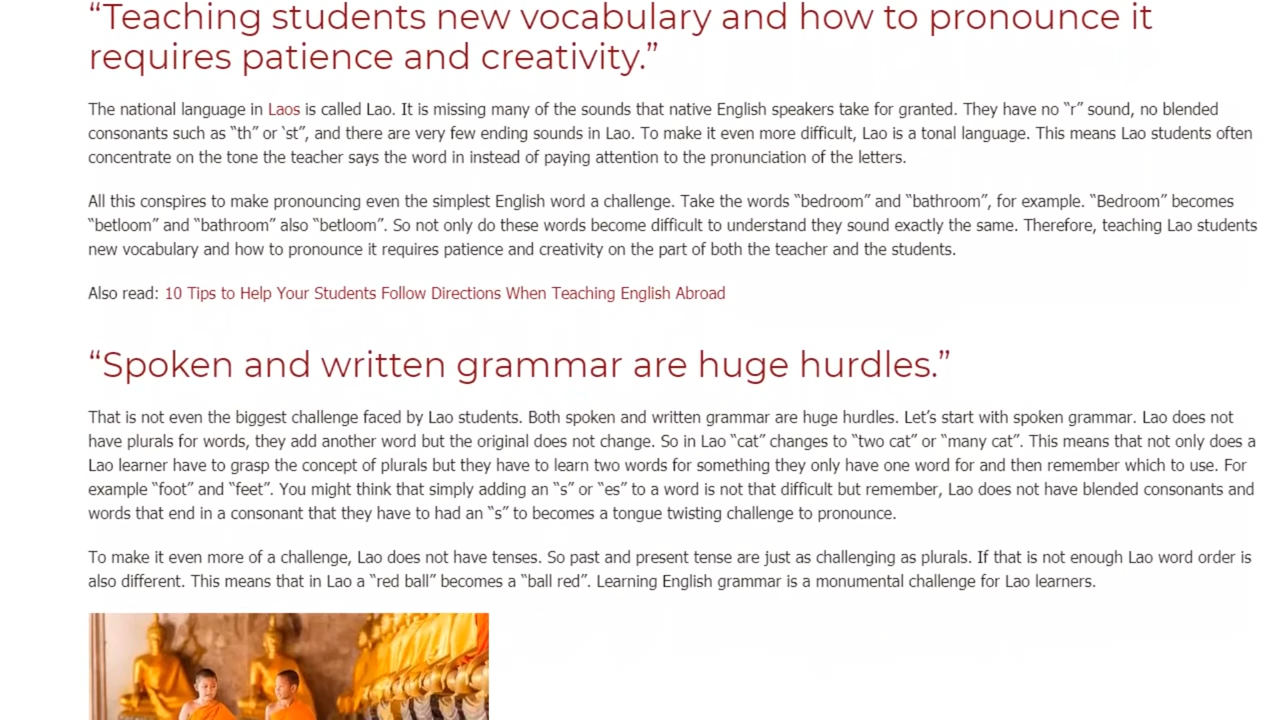 “Teaching students new vocabulary and how to pronounce it
requires patience and creativity.”
The national language in Laos is called Lao. It is missing many of the sounds that native English speakers take for granted. They have no “r” sound, no blended
consonants such as “th” or ‘st”, and there are very few ending sounds in Lao. To make it even more difficult, Lao is a tonal language. This means Lao students often
concentrate on the tone the teacher says the word in instead of paying attention to the pronunciation of the letters.
All this conspires to make pronouncing even the simplest English word a challenge. Take the words “bedroom” and “bathroom”, for example. “Bedroom” becomes
“betloom” and “bathroom” also “betloom”. So not only do these words become difficult to understand they sound exactly the same. Therefore, teaching Lao students
new vocabulary and how to pronounce it requires patience and creativity on the part of both the teacher and the students.
Also read: 10 Tips to Help Your Students Follow Directions When Teaching English Abroad
“Spoken and written grammar are huge hurdles.”
That is not even the biggest challenge faced by Lao students. Both spoken and written grammar are huge hurdles. Let’s start with spoken grammar. Lao does not
have plurals for words, they add another word but the original does not change. So in Lao “cat” changes to “two cat” or “many cat”. This means that not only does a
Lao learner have to grasp the concept of plurals but they have to learn two words for something they only have one word for and then remember which to use. For
example “foot” and “feet”. You might think that simply adding an “s” or “es” to a word is not that difficult but remember, Lao does not have blended consonants and
words that end in a consonant that they have to had an “s” to becomes a tongue twisting challenge to pronounce.
To make it even more of a challenge, Lao does not have tenses. So past and present tense are just as challenging as plurals. If that is not enough Lao word order is
also different. This means that in Lao a “red ball” becomes a “ball red”. Learning English grammar is a monumental challenge for Lao learners.